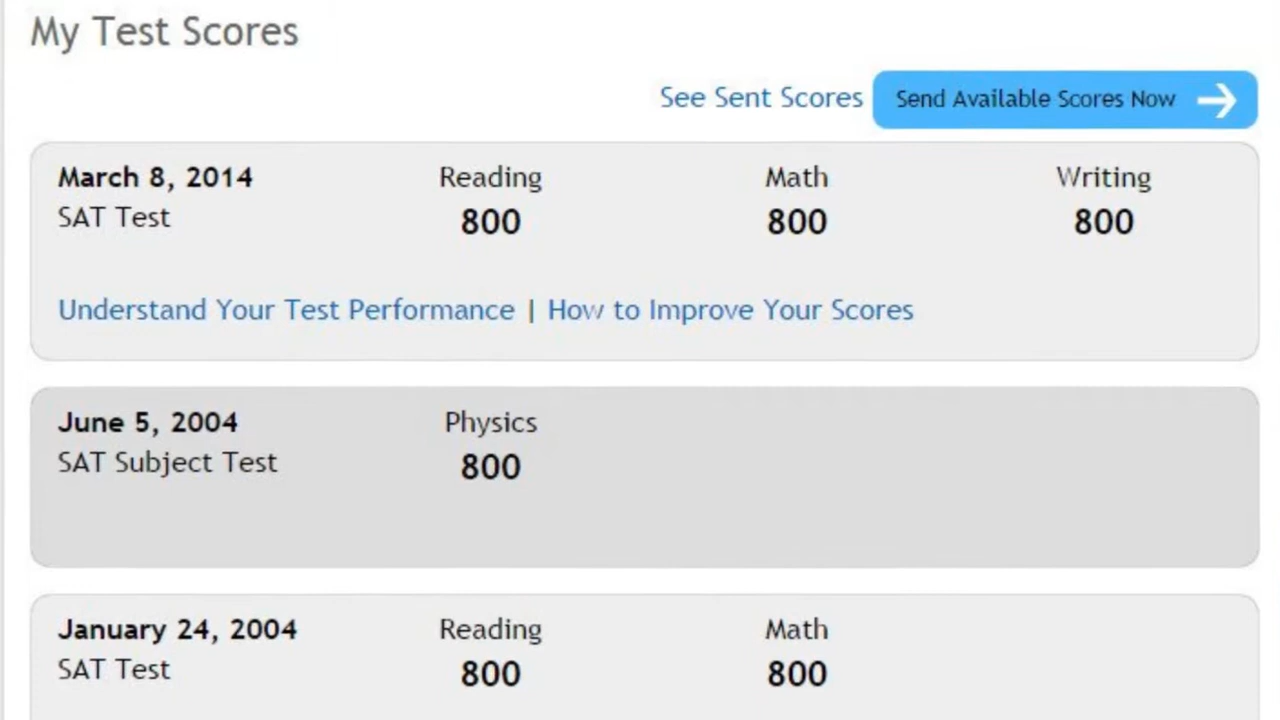 My Test Scores
See Sent Scores Send Available Scores Now
March 8, 2014 Reading Math Writing
SAT Test 800 800 800
Understand Your Test Performance | How to Improve Your Scores
June 5, 2004 Physics
SAT Subject Test 800
January 24, 2004 Reading Math
SAT Test 800 800